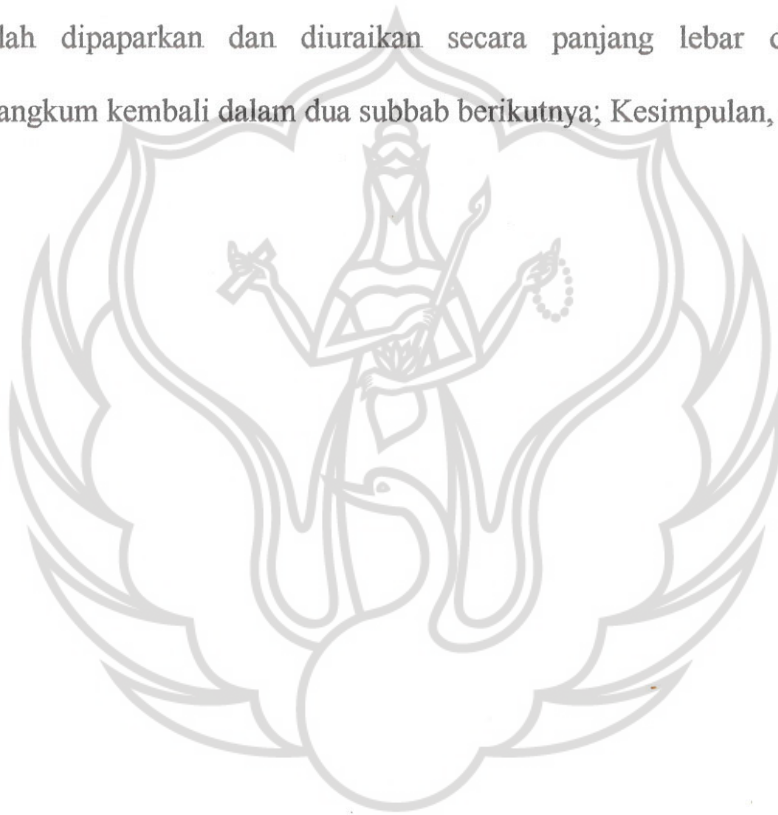 lah dipaparkan dan diuraikan secara panjang lebar
angkum kembali dalam dua subbab berikutnya; Kesimpulan,